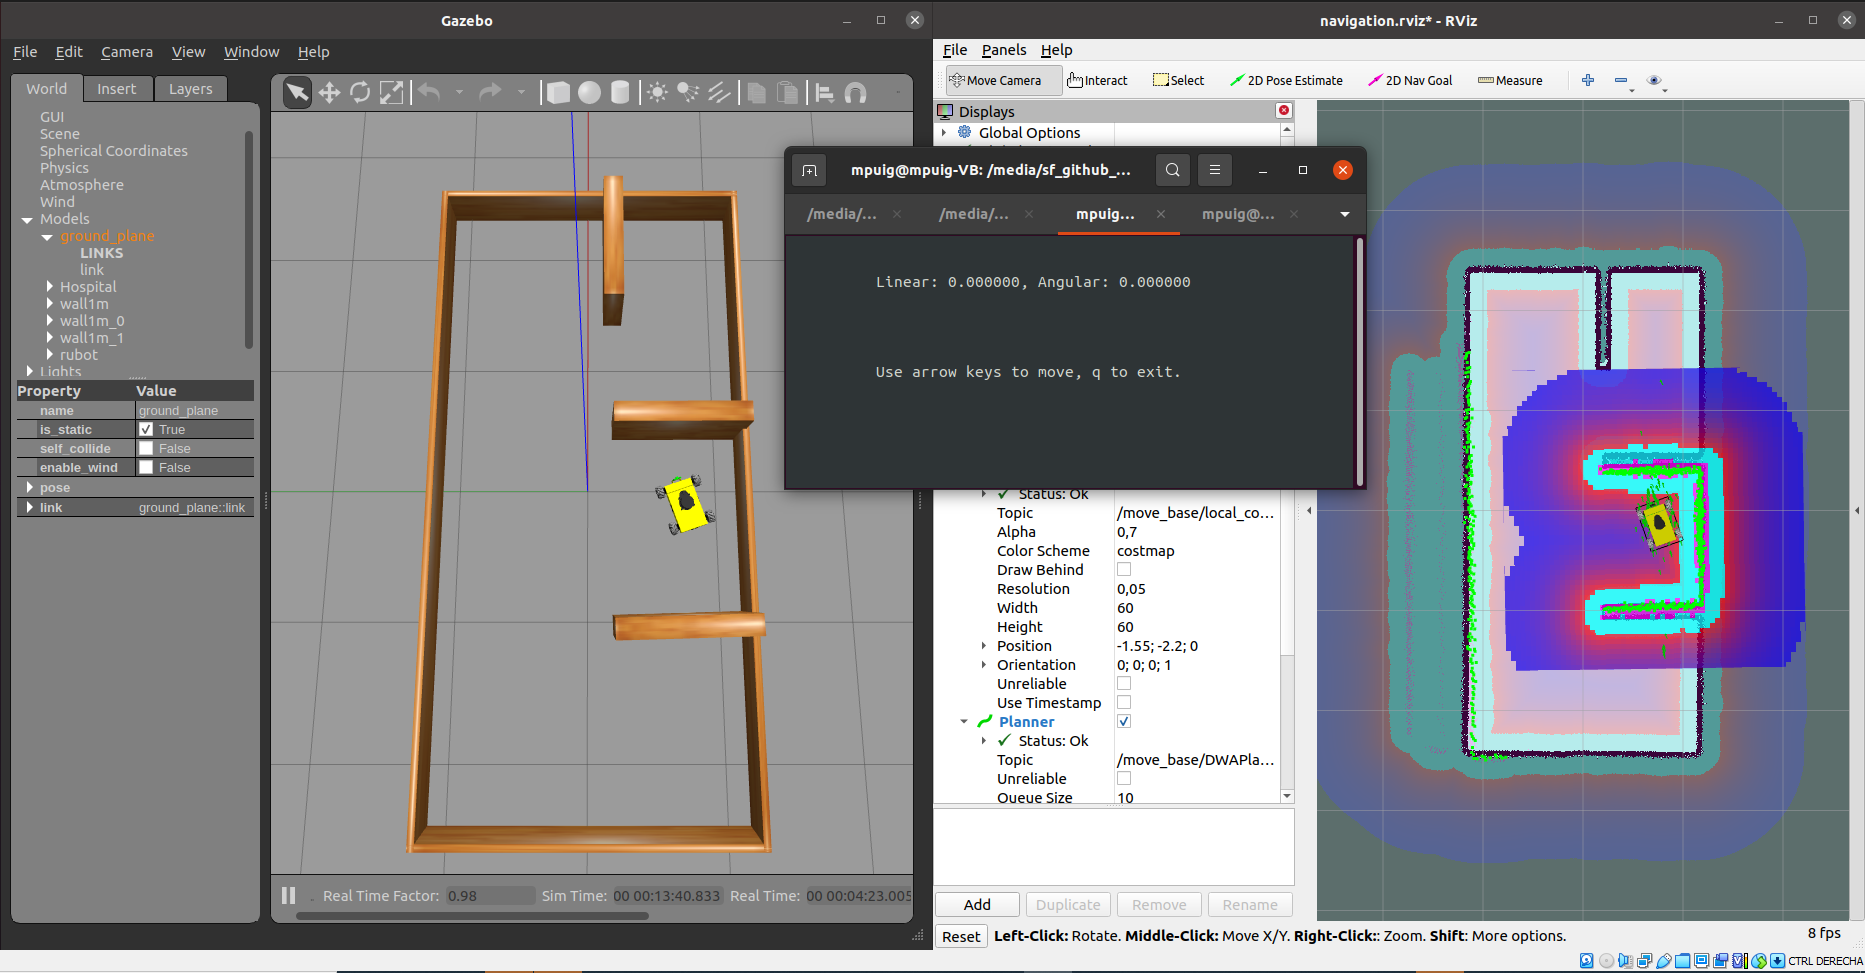 Gazebo
File Edit Camera View Window Help
World Insert Layers
GUI
Scene
Spherical Coordinates
Physics
Atmosphere
Wind
Models
ground_plane
LINKS
link
Hospital
wall1m
wall1m_0
wall1m_1
rubot
Lights
Property Value
name ground_plane
is_static True
self_collide False
enable_wind False
pose
link ground_plane::link
Real Time Factor: 0.98 Sim Time: 00 00:13:40.833 Real Time: 00 00:04:23.005
navigation.rviz* - RViz
File Panels Help
Move Camera Interact Select 2D Pose Estimate 2D Nav Goal Measure
Displays
Global Options
mpuig@mpuig-VB: /media/sf_github_...
/media/... /media/... mpuig... mpuig@...
Linear: 0.000000, Angular: 0.000000
Use arrow keys to move, q to exit.
Status: Ok
Topic /move_base/local_co...
Alpha 0,7
Color Scheme costmap
Draw Behind
Resolution 0,05
Width 60
Height 60
Position -1.55; -2.2; 0
Orientation 0; 0; 0; 1
Unreliable
Use Timestamp
Planner
Status: Ok
Topic /move_base/DWAPla...
Unreliable
Queue Size 10
Add Duplicate Remove Rename
Reset Left-Click: Rotate. Middle-Click: Move X/Y. Right-Click:: Zoom. Shift: More options. 8 fps
CTRL DERECHA